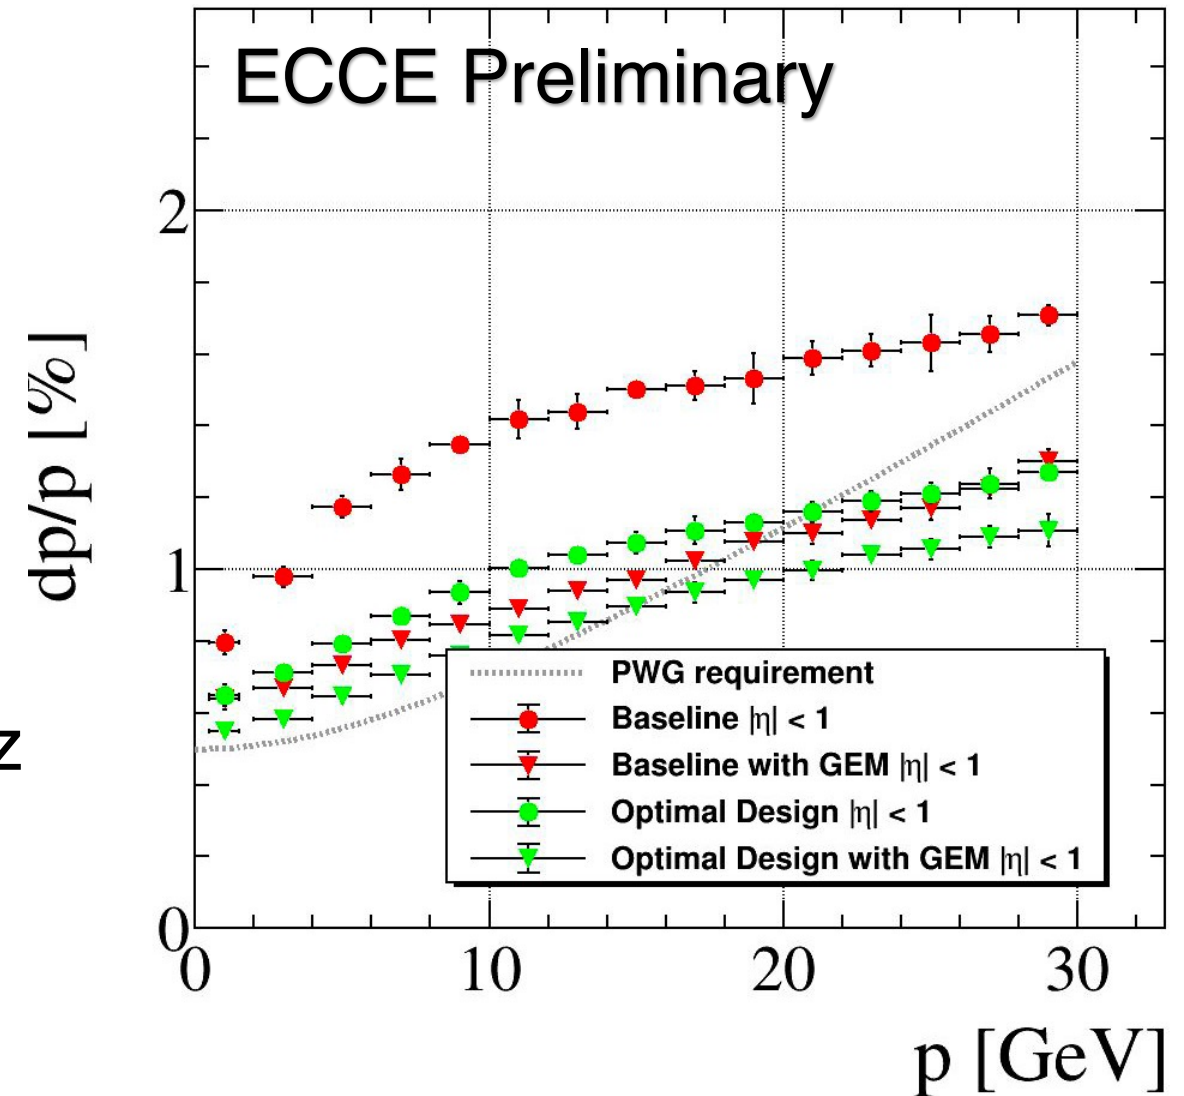 ECCE Preliminary
2
dp/p [%]
1
z
PWG requirement
Baseline |η| < 1
Baseline with GEM |η| < 1
Optimal Design |η| < 1
Optimal Design with GEM |η| < 1
0
0 10 20 30
p [GeV]